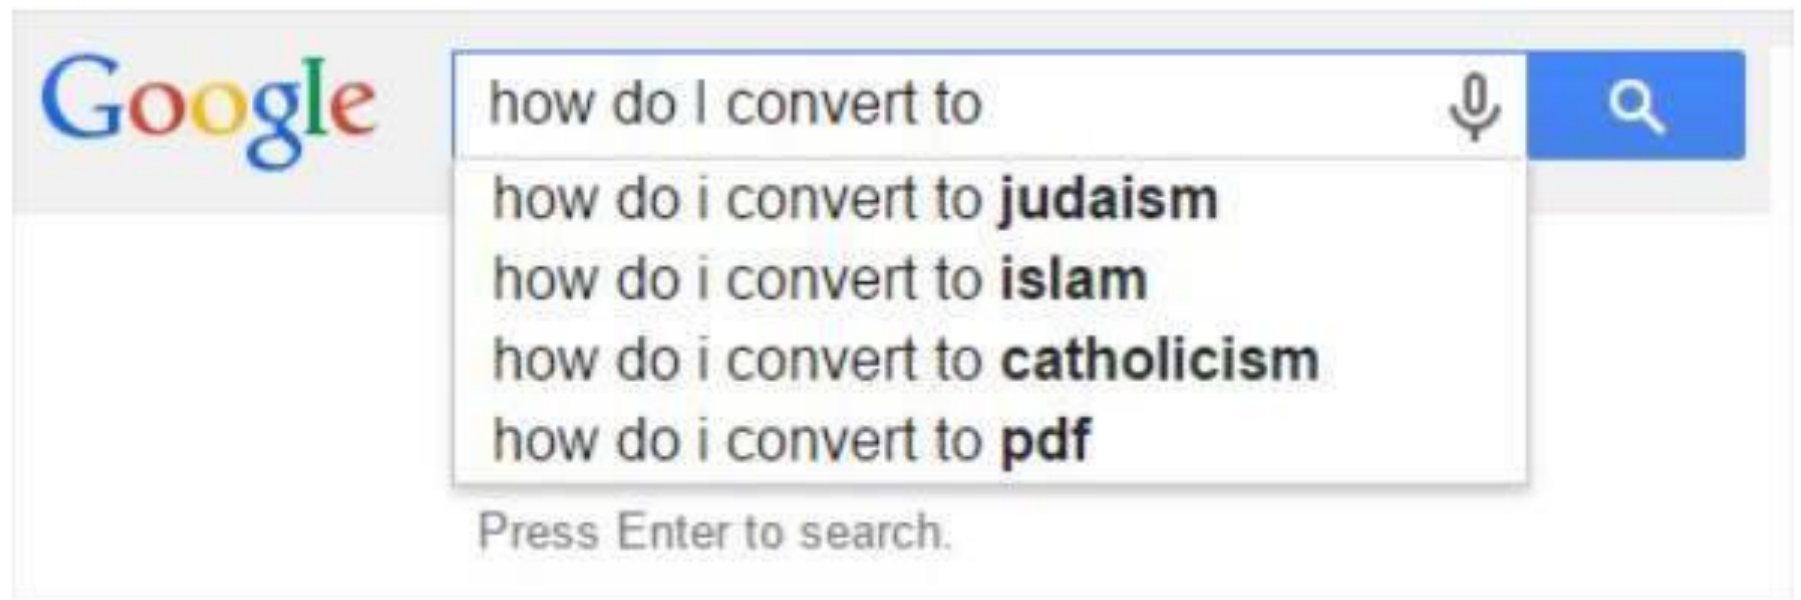 Google
how do I convert to
how do i convert to judaism
how do i convert to islam
how do i convert to catholicism
how do i convert to pdf
Press Enter to search.